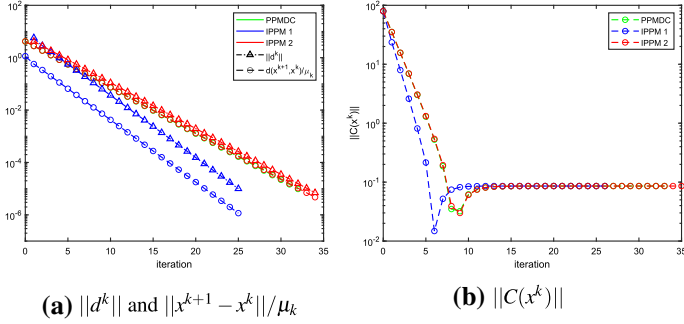 10^2
10^0
10^-2
10^-4
10^-6
0 5 10 15 20 25 30 35
iteration
PPMDC
IPPM 1
IPPM 2
||d^k||
d(x^{k+1},x^k)/μ_k
(a) ||d^k|| and ||x^{k+1} − x^k||/μ_k
||C(x^k)||
10^2
10^1
10^0
10^-1
10^-2
0 5 10 15 20 25 30 35
iteration
PPMDC
IPPM 1
IPPM 2
(b) ||C(x^k)||